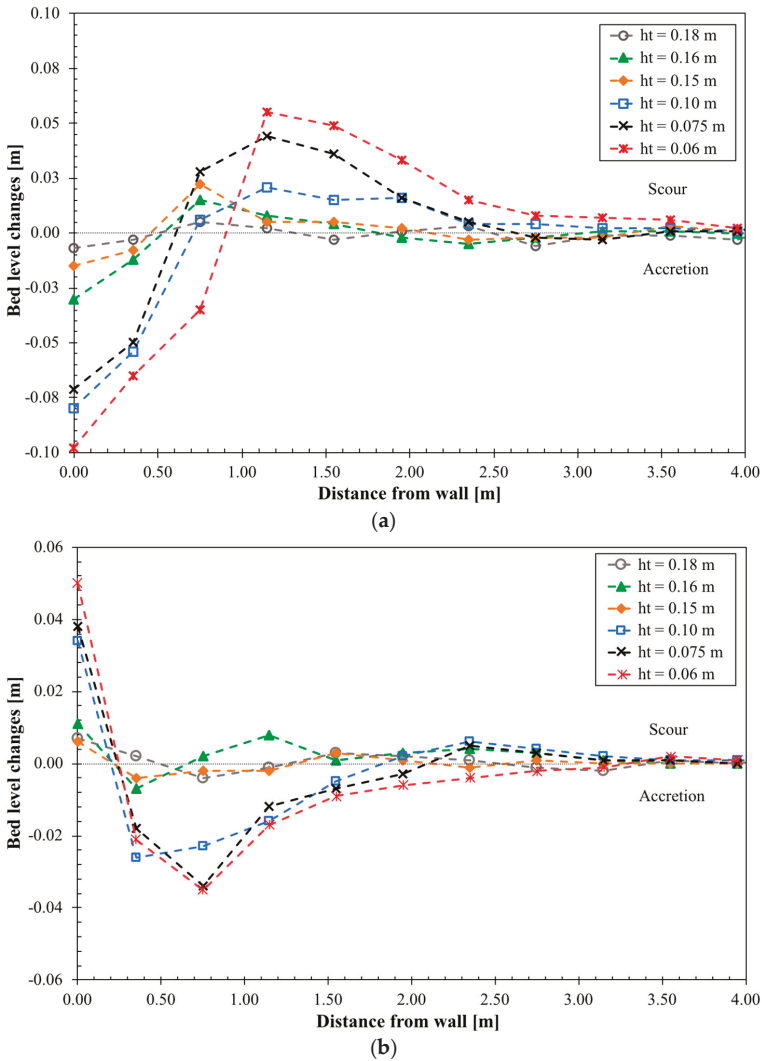 0.10
0.08
0.05
0.03
0.00
-0.03
-0.05
-0.08
-0.10
Bed level changes [m]
ht = 0.18 m
ht = 0.16 m
ht = 0.15 m
ht = 0.10 m
ht = 0.075 m
ht = 0.06 m
Scour
Accretion
0.00 0.50 1.00 1.50 2.00 2.50 3.00 3.50 4.00
Distance from wall [m]
(a)
0.06
0.04
0.02
0.00
-0.02
-0.04
-0.06
Bed level changes [m]
ht = 0.18 m
ht = 0.16 m
ht = 0.15 m
ht = 0.10 m
ht = 0.075 m
ht = 0.06 m
Scour
Accretion
0.00 0.50 1.00 1.50 2.00 2.50 3.00 3.50 4.00
Distance from wall [m]
(b)